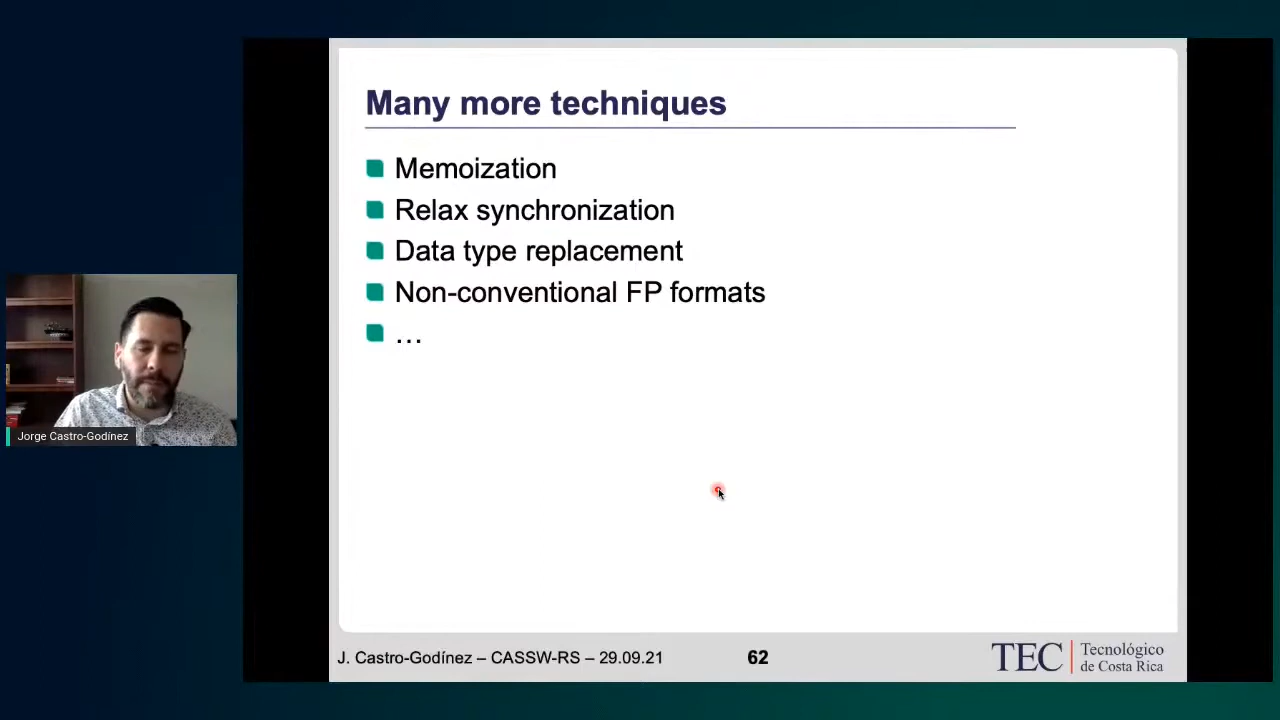 Many more techniques
Memoization
Relax synchronization
Data type replacement
Non-conventional FP formats
...
Jorge Castro-Godínez
J. Castro-Godínez – CASSW-RS – 29.09.21
62
TEC
Tecnológico
de Costa Rica